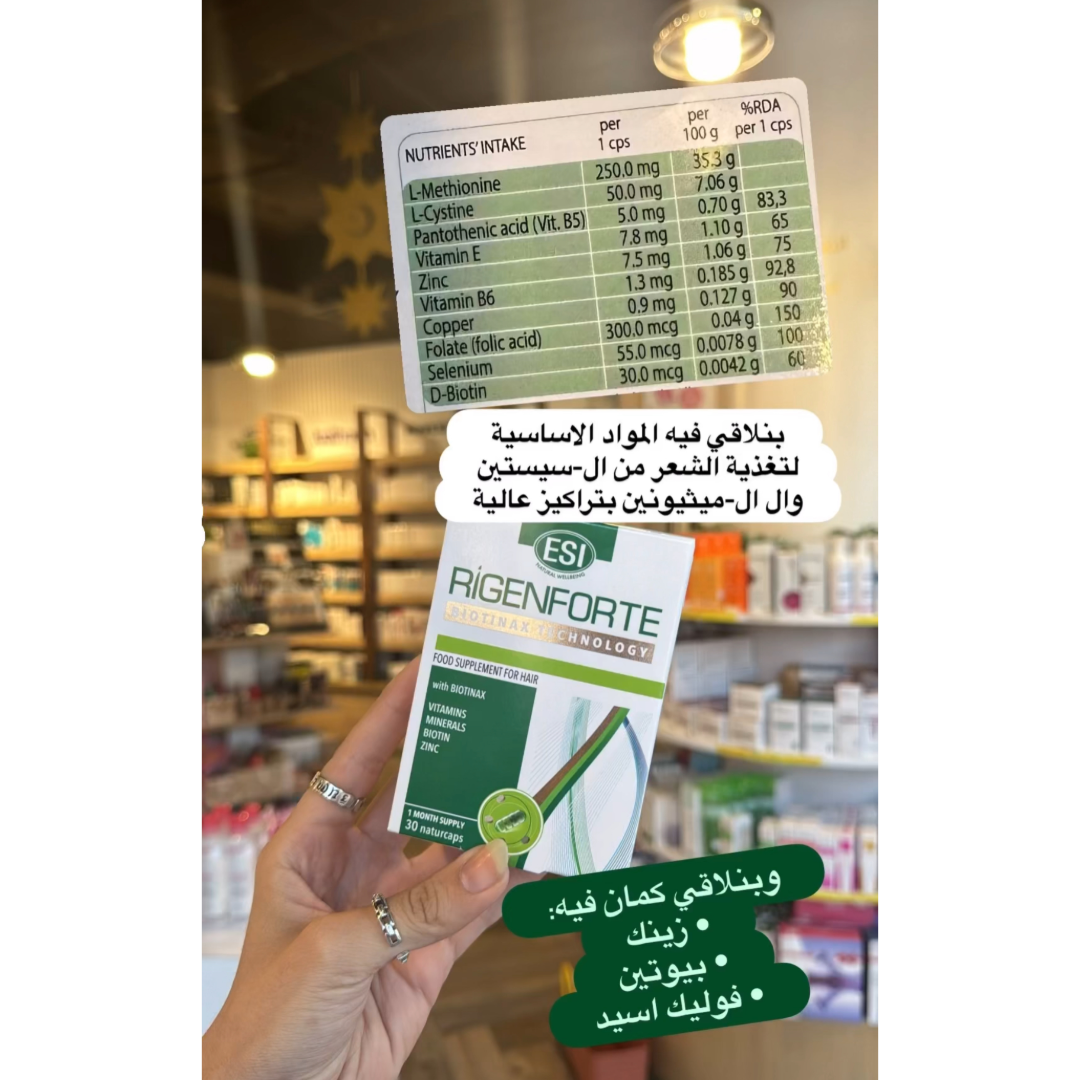 NUTRIENTS' INTAKE per 1 cps per 100 g %RDA per 1 cps
L-Methionine 250.0 mg 35.3 g
L-Cystine 50.0 mg 7.06 g
Pantothenic acid (Vit. B5) 5.0 mg 0.70 g 83,3
Vitamin E 7.8 mg 1.10 g 65
Zinc 7.5 mg 1.06 g 75
Vitamin B6 1.3 mg 0.185 g 92,8
Copper 0.9 mg 0.127 g 90
Folate (folic acid) 300.0 mcg 0.04 g 150
Selenium 55.0 mcg 0.0078 g 100
D-Biotin 30.0 mcg 0.0042 g 60
بنلاقي فيه المواد الاساسية
لتغذية الشعر من ال-سيستين
وال ال-ميثيونين بتراكيز عالية
ESI
NATURAL WELLBEING
RIGENFORTE
BIOTINAX TECHNOLOGY
FOOD SUPPLEMENT FOR HAIR
with BIOTINAX
VITAMINS
MINERALS
BIOTIN
ZINC
1 MONTH SUPPLY
30 naturcaps
وبنلاقي كمان فيه:
• زينك
• بيوتين
• فوليك اسيد